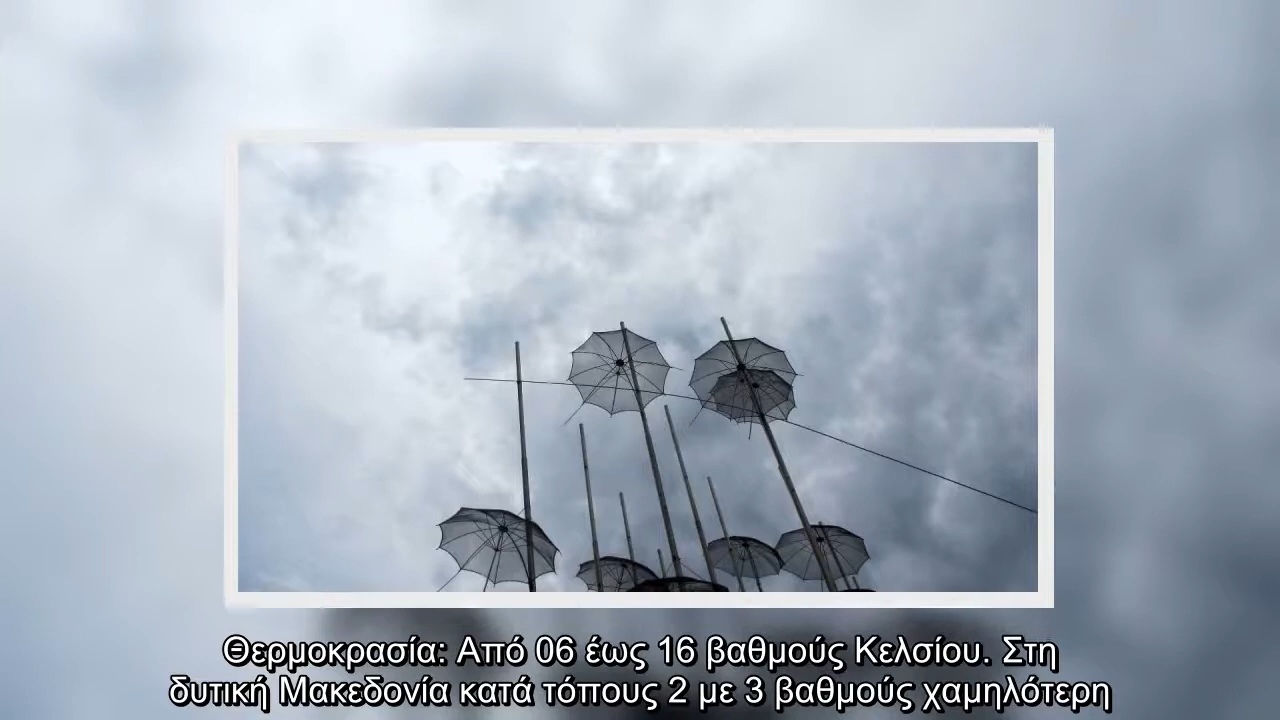 Θερμοκρασία: Από 06 έως 16 βαθμούς Κελσίου. Στη
δυτική Μακεδονία κατά τόπους 2 με 3 βαθμούς χαμηλότερη